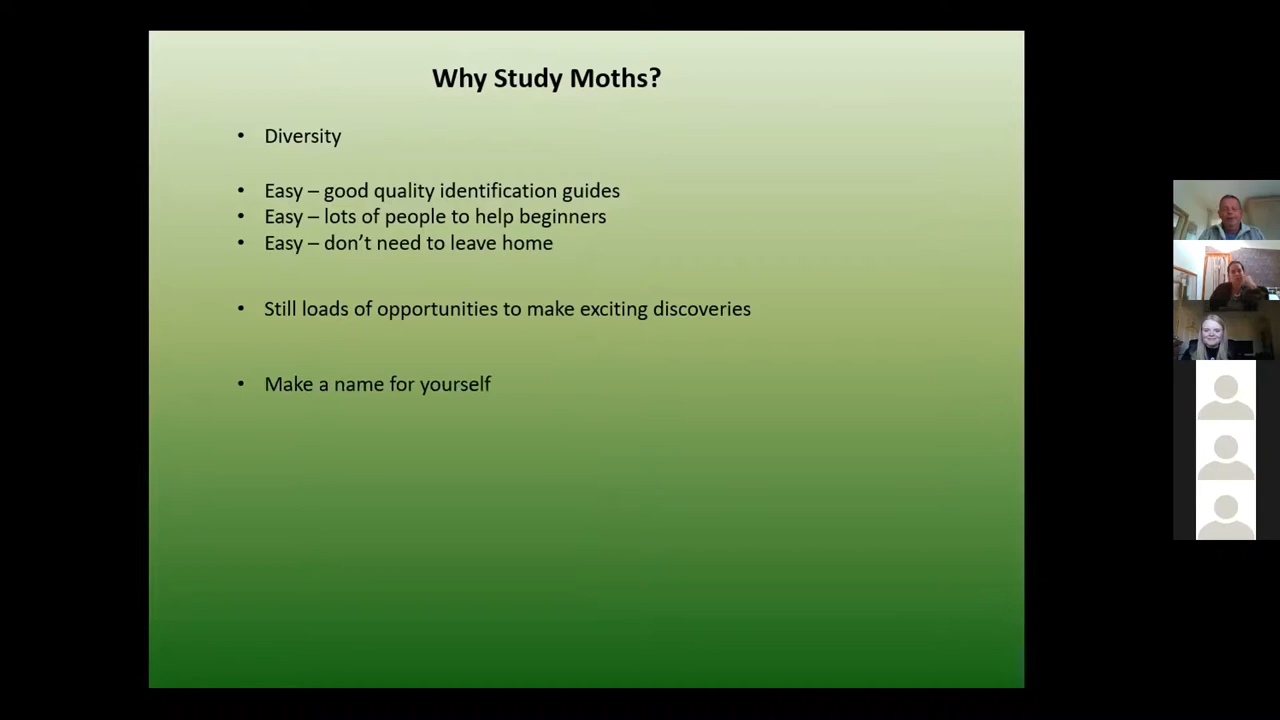 Why Study Moths?
• Diversity
• Easy – good quality identification guides
• Easy – lots of people to help beginners
• Easy – don’t need to leave home
• Still loads of opportunities to make exciting discoveries
• Make a name for yourself